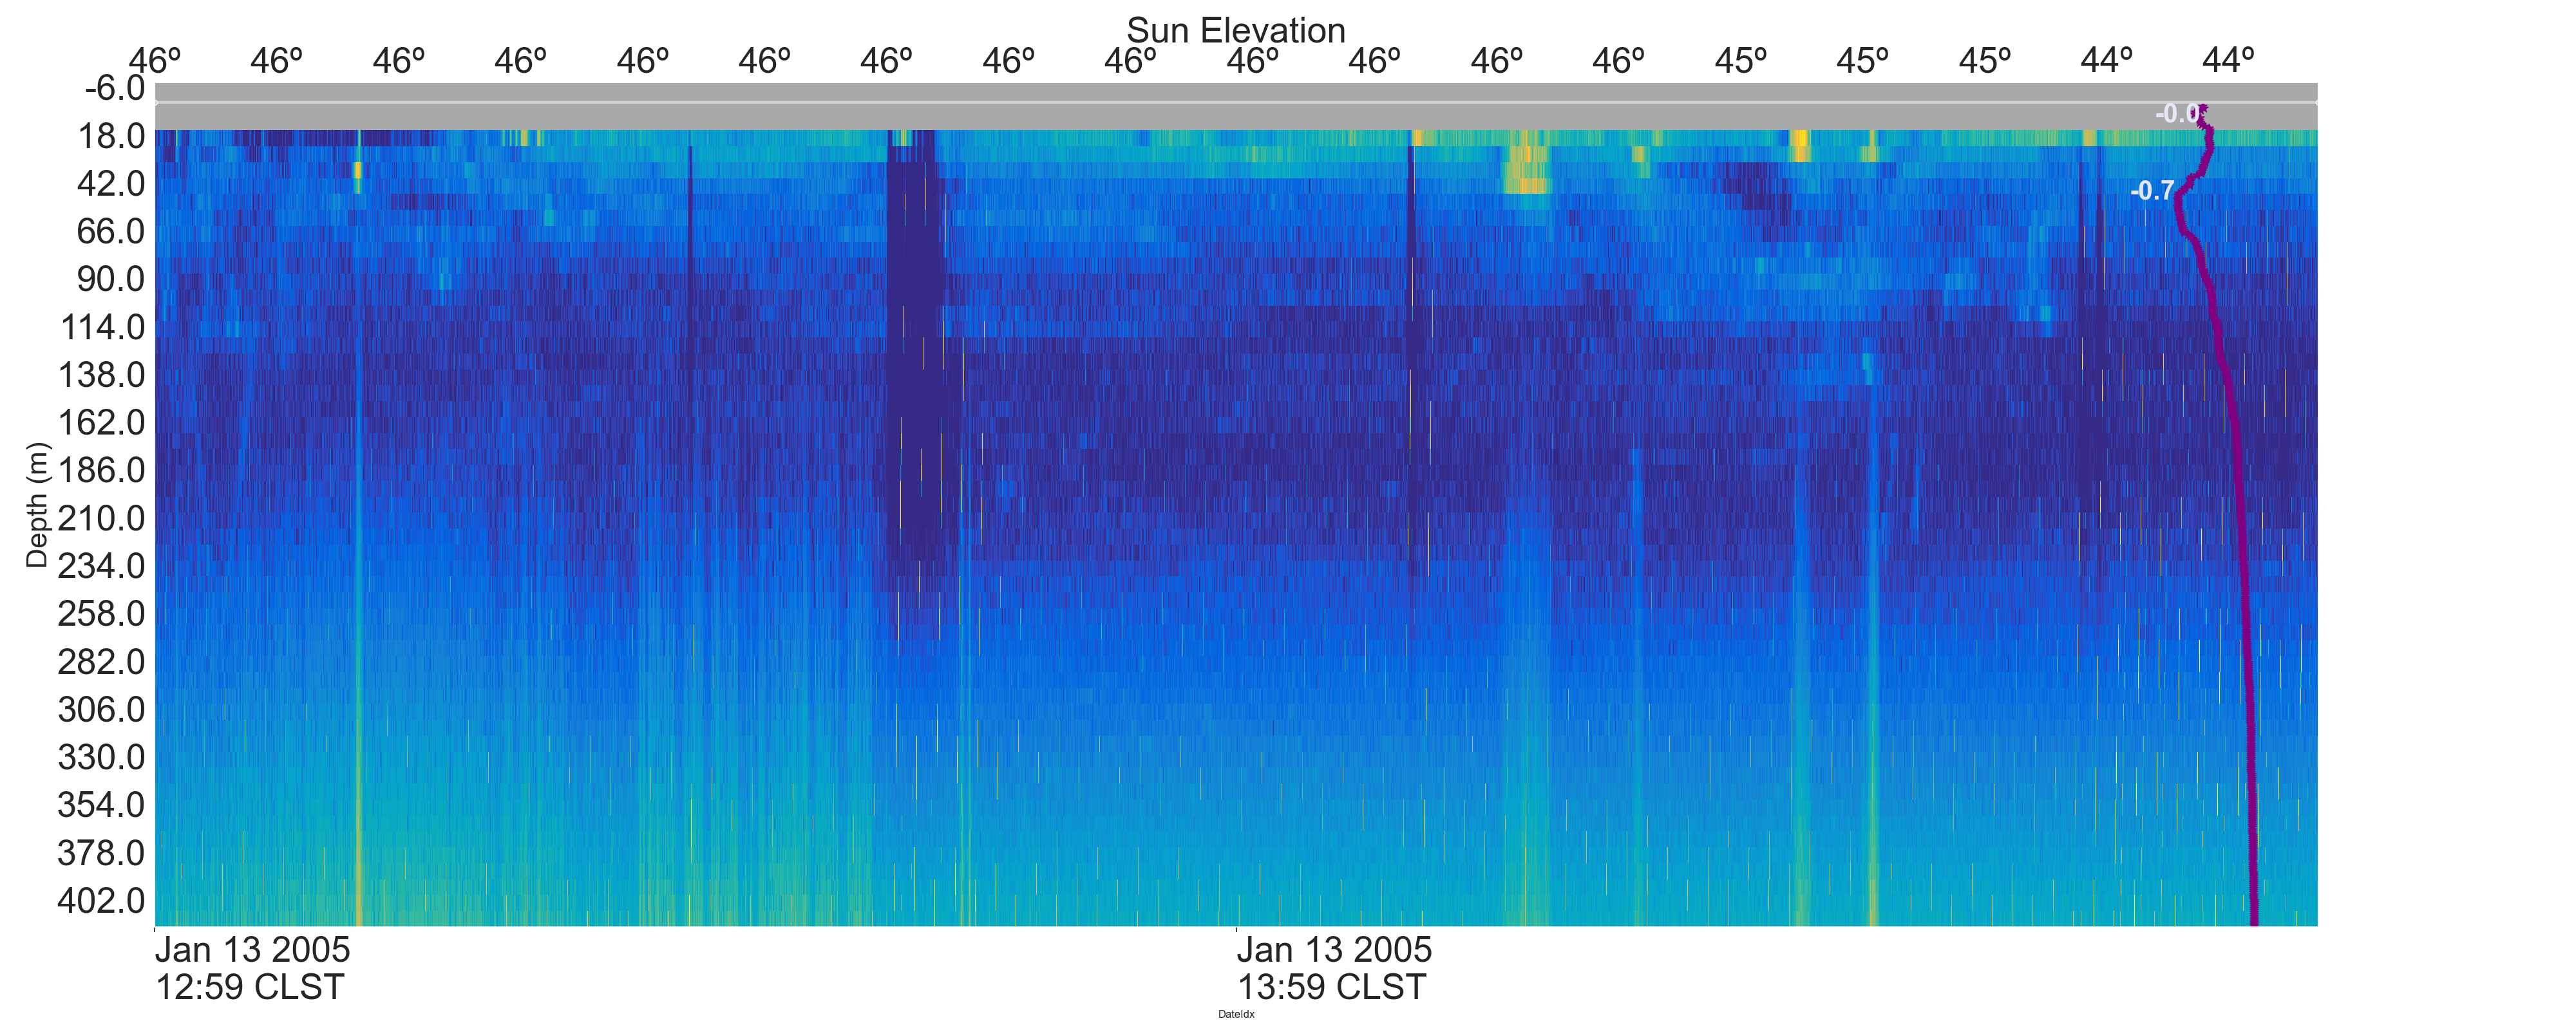 Sun Elevation
46º 46º 46º 46º 46º 46º 46º 46º 46º 46º 46º 46º 46º 45º 45º 45º 44º 44º
-6.0
18.0
42.0
66.0
90.0
114.0
138.0
162.0
186.0
210.0
234.0
258.0
282.0
306.0
330.0
354.0
378.0
402.0
Depth (m)
-0.0
-0.7
Jan 13 2005
12:59 CLST
Jan 13 2005
13:59 CLST
DateIdx